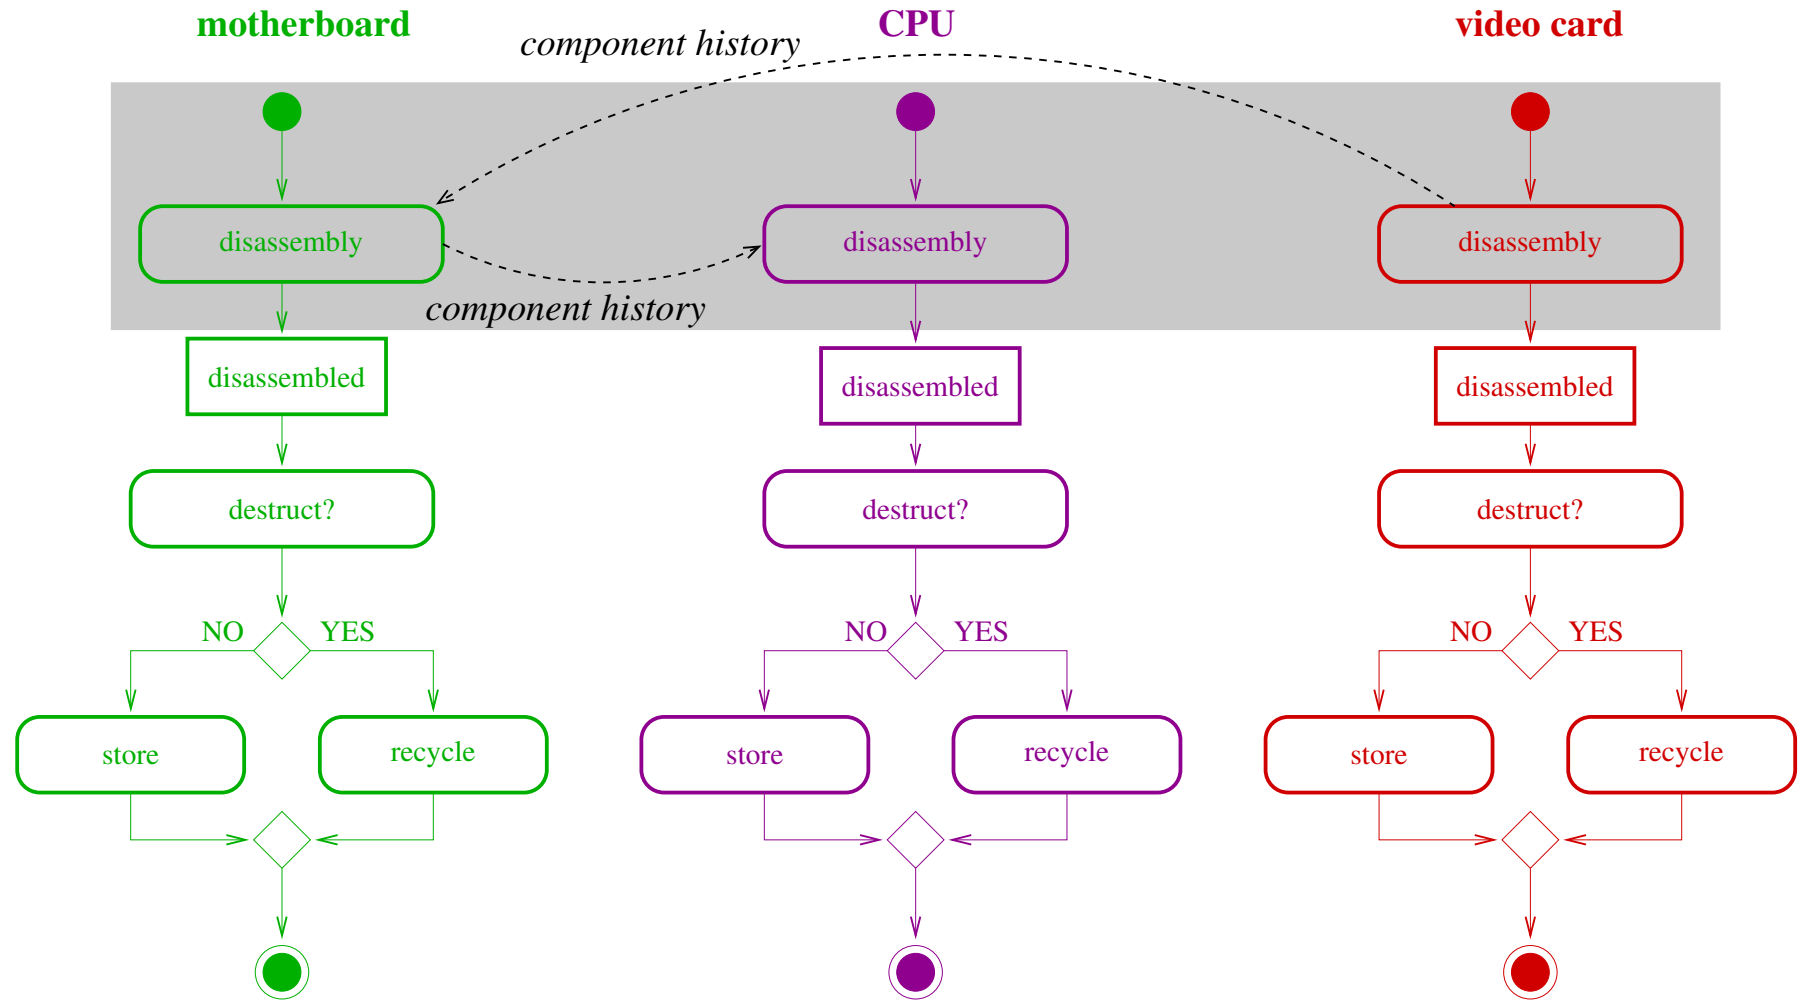 motherboard
CPU
video card
component history
disassembly
disassembly
disassembly
component history
disassembled
disassembled
disassembled
destruct?
destruct?
destruct?
NO
YES
NO
YES
NO
YES
store
recycle
store
recycle
store
recycle